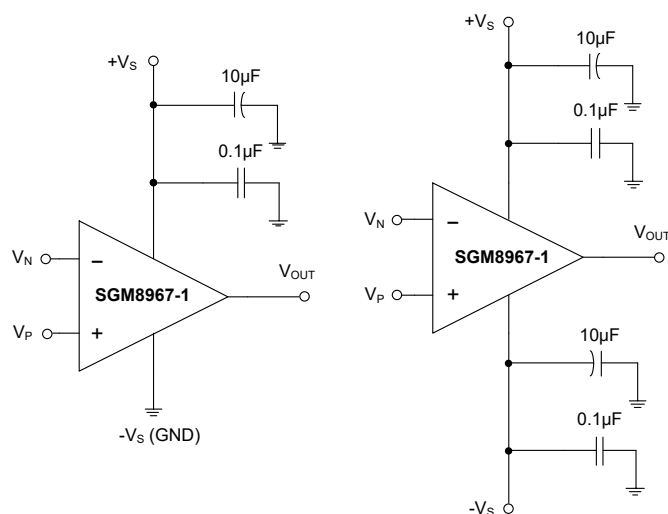 +VS
10µF
0.1µF
VN
−
VOUT
SGM8967-1
VP
+
-VS (GND)
+VS
10µF
0.1µF
VN
−
VOUT
SGM8967-1
VP
+
10µF
0.1µF
-VS